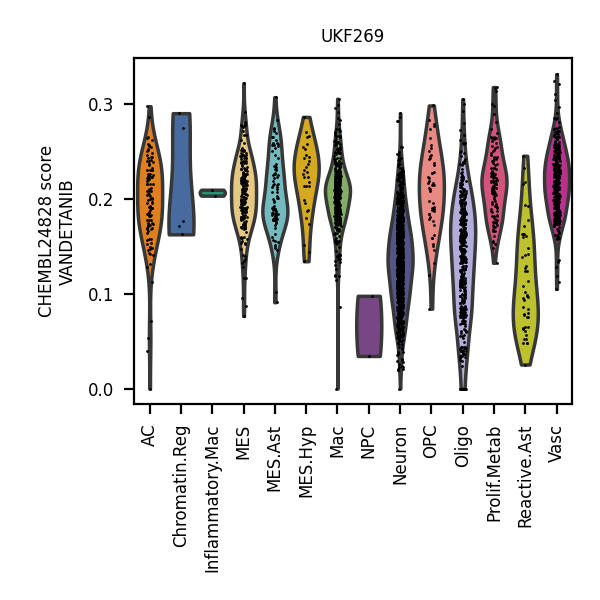 UKF269
CHEMBL24828 score
VANDETANIB
0.3
0.2
0.1
0.0
AC
Chromatin.Reg
Inflammatory.Mac
MES
MES.Ast
MES.Hyp
Mac
NPC
Neuron
OPC
Oligo
Prolif.Metab
Reactive.Ast
Vasc